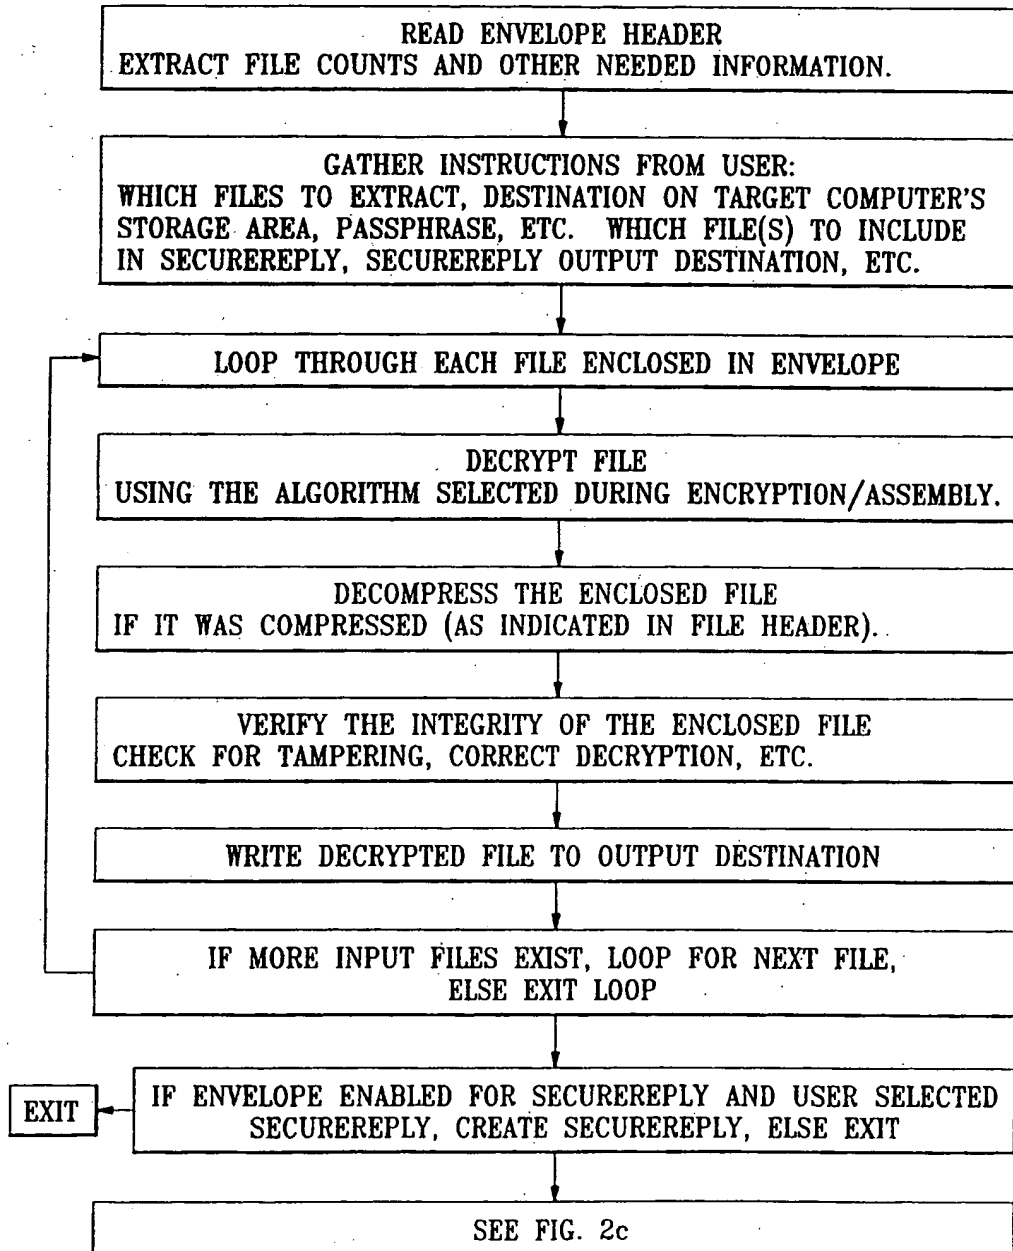 READ ENVELOPE HEADER
EXTRACT FILE COUNTS AND OTHER NEEDED INFORMATION.
GATHER INSTRUCTIONS FROM USER:
WHICH FILES TO EXTRACT, DESTINATION ON TARGET COMPUTER'S
STORAGE AREA, PASSPHRASE, ETC. WHICH FILE(S) TO INCLUDE
IN SECUREREPLY, SECUREREPLY OUTPUT DESTINATION, ETC.
LOOP THROUGH EACH FILE ENCLOSED IN ENVELOPE
DECRYPT FILE
USING THE ALGORITHM SELECTED DURING ENCRYPTION/ASSEMBLY.
DECOMPRESS THE ENCLOSED FILE
IF IT WAS COMPRESSED (AS INDICATED IN FILE HEADER).
VERIFY THE INTEGRITY OF THE ENCLOSED FILE
CHECK FOR TAMPERING, CORRECT DECRYPTION, ETC.
WRITE DECRYPTED FILE TO OUTPUT DESTINATION
IF MORE INPUT FILES EXIST, LOOP FOR NEXT FILE,
ELSE EXIT LOOP
IF ENVELOPE ENABLED FOR SECUREREPLY AND USER SELECTED
SECUREREPLY, CREATE SECUREREPLY, ELSE EXIT
EXIT
SEE FIG. 2c